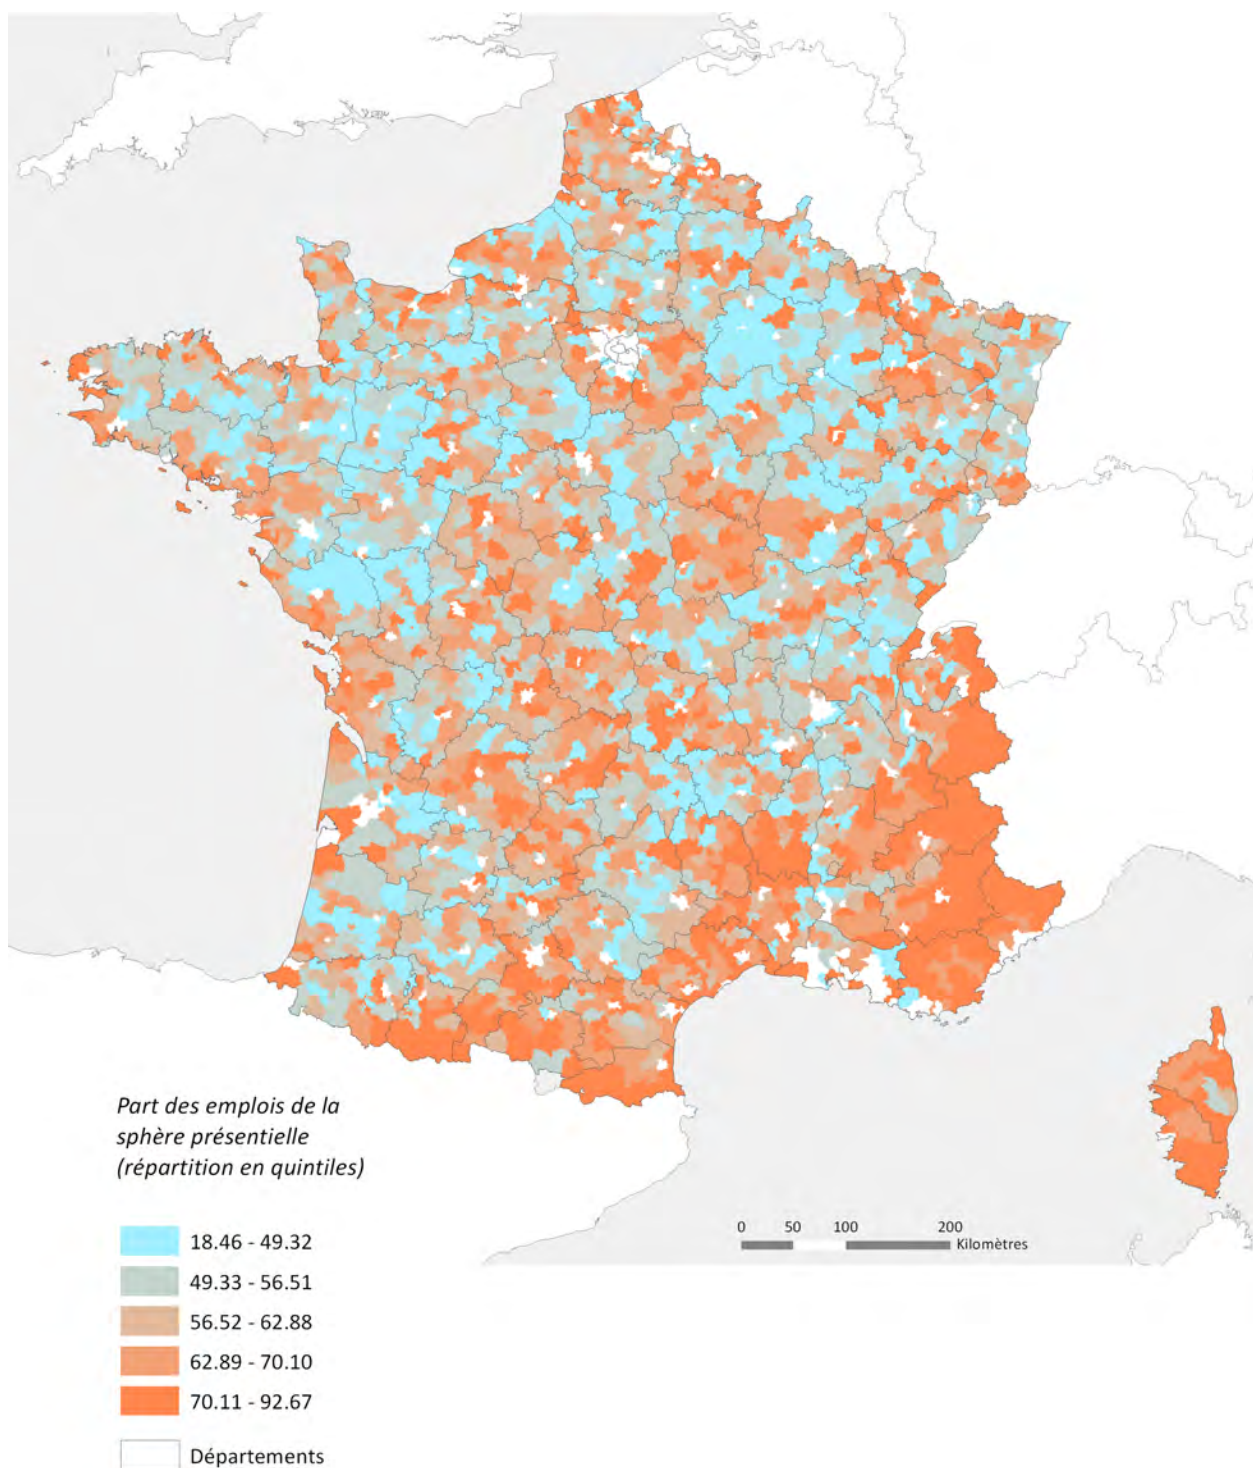 Part des emplois de la
sphère présentielle
(répartition en quintiles)
18.46 - 49.32
49.33 - 56.51
56.52 - 62.88
62.89 - 70.10
70.11 - 92.67
Départements
0 50 100 200
Kilomètres